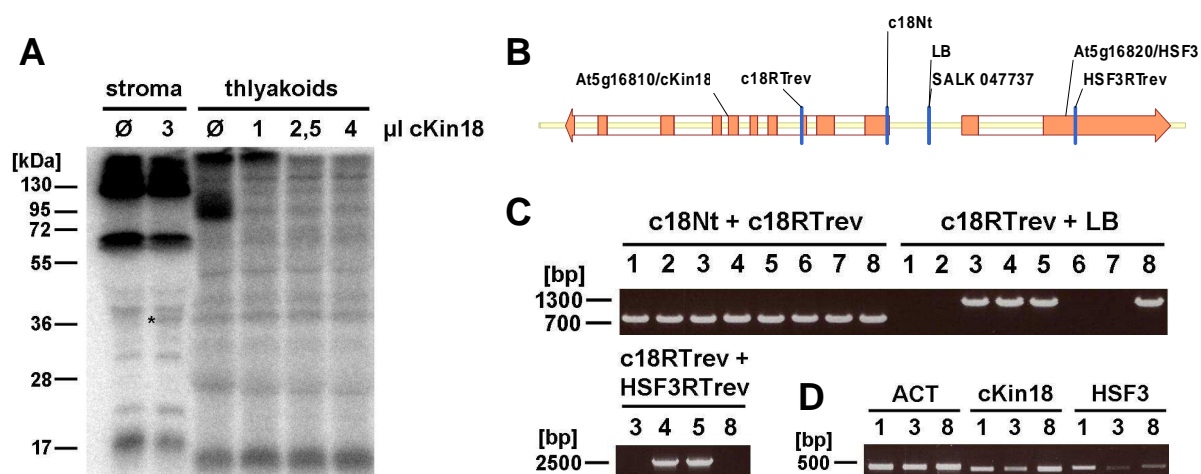 A
stroma thlyakoids
Ø 3 Ø 1 2,5 4 µl cKin18
[kDa]
130
95
72
55
36
*
28
17
B
c18Nt
LB
At5g16820/HSF3
At5g16810/cKin18
c18RTrev
SALK 047737
HSF3RTrev
C
c18Nt + c18RTrev c18RTrev + LB
[bp] 1 2 3 4 5 6 7 8 1 2 3 4 5 6 7 8
1300
700
c18RTrev +
HSF3RTrev
3 4 5 8
[bp]
2500
D
ACT cKin18 HSF3
[bp] 1 3 8 1 3 8 1 3 8
500